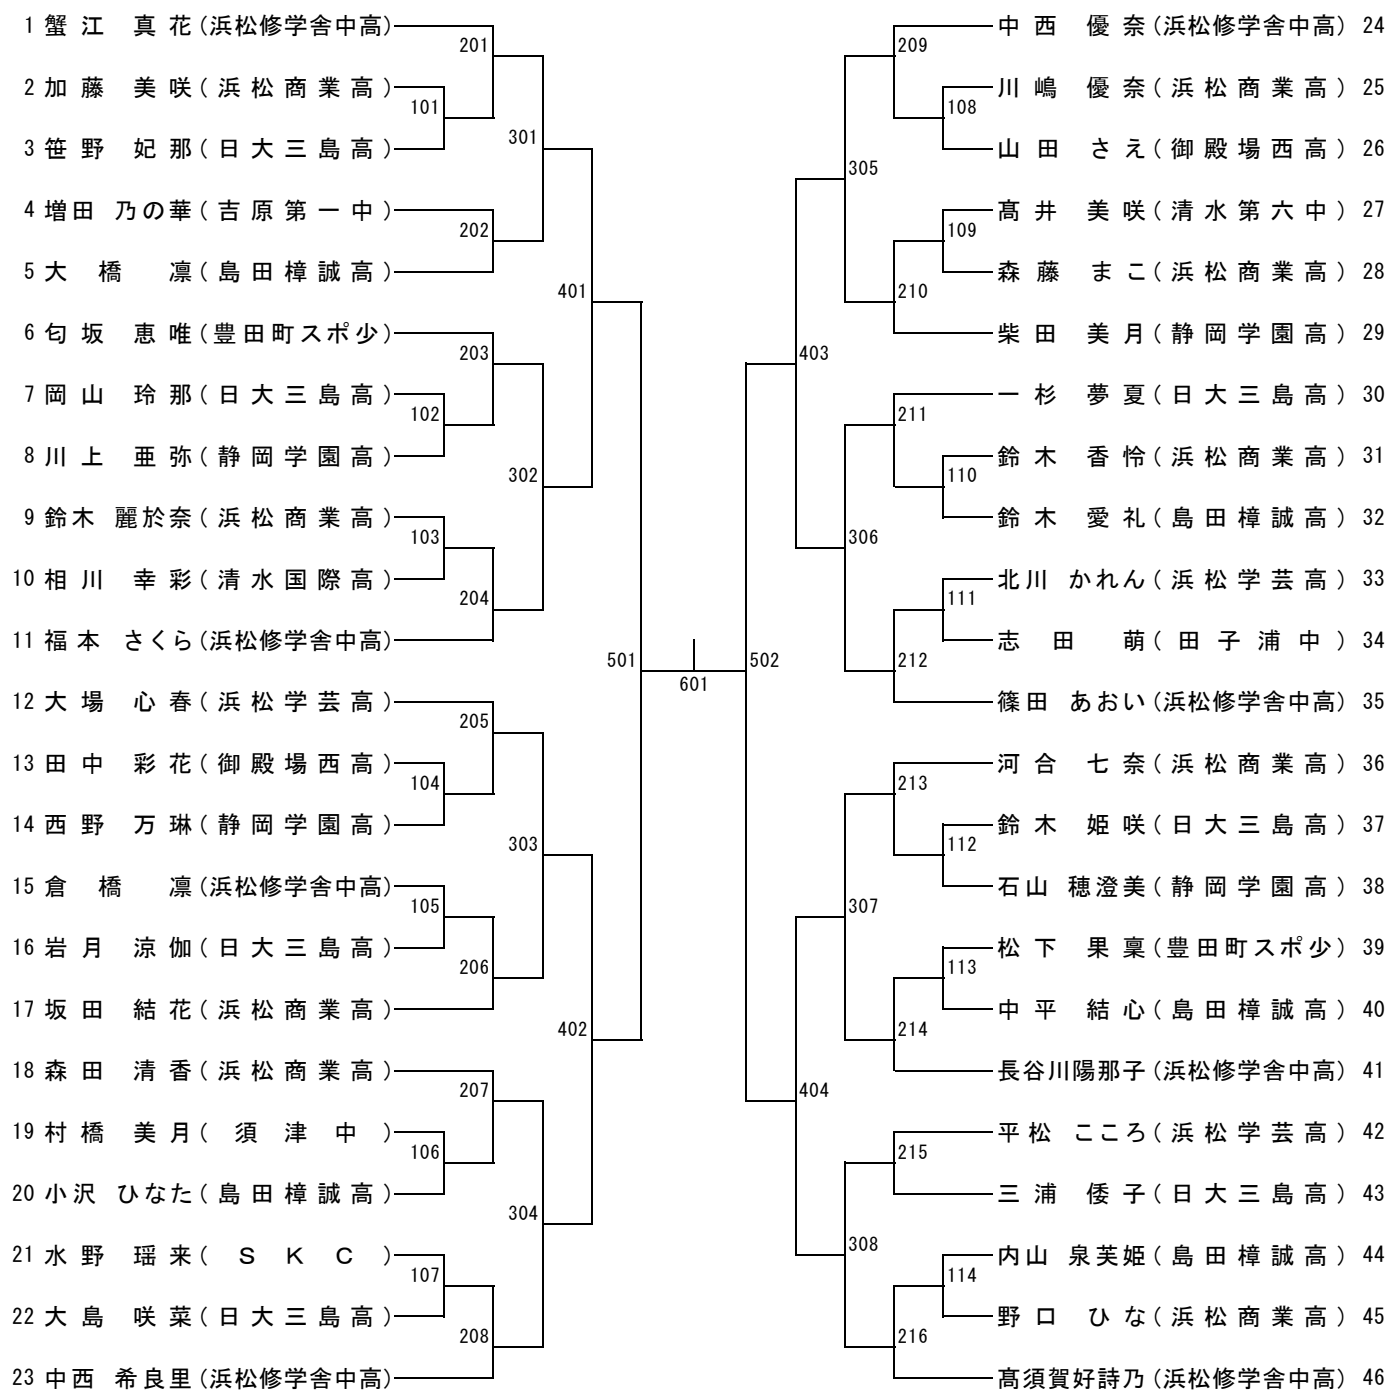 1 蟹江 真花(浜松修学舎中高)
2 加藤 美咲(浜松商業高)
3 笹野 妃那(日大三島高)
4 増田 乃の華(吉原第一中)
5 大橋 凛(島田樟誠高)
6 匂坂 恵唯(豊田町スポ少)
7 岡山 玲那(日大三島高)
8 川上 亜弥(静岡学園高)
9 鈴木 麗於奈(浜松商業高)
10 相川 幸彩(清水国際高)
11 福本 さくら(浜松修学舎中高)
12 大場 心春(浜松学芸高)
13 田中 彩花(御殿場西高)
14 西野 万琳(静岡学園高)
15 倉橋 凛(浜松修学舎中高)
16 岩月 涼伽(日大三島高)
17 坂田 結花(浜松商業高)
18 森田 清香(浜松商業高)
19 村橋 美月(須津中)
20 小沢 ひなた(島田樟誠高)
21 水野 瑶来(SKC)
22 大島 咲菜(日大三島高)
23 中西 希良里(浜松修学舎中高)
101
102
103
104
105
106
107
201
202
203
204
205
206
207
208
301
302
303
304
401
402
501
601
502
403
404
305
306
307
308
209
210
211
212
213
214
215
216
108
109
110
111
112
113
114
中西 優奈(浜松修学舎中高) 24
川嶋 優奈(浜松商業高) 25
山田 さえ(御殿場西高) 26
髙井 美咲(清水第六中) 27
森藤 まこ(浜松商業高) 28
柴田 美月(静岡学園高) 29
一杉 夢夏(日大三島高) 30
鈴木 香怜(浜松商業高) 31
鈴木 愛礼(島田樟誠高) 32
北川 かれん(浜松学芸高) 33
志田 萌(田子浦中) 34
篠田 あおい(浜松修学舎中高) 35
河合 七奈(浜松商業高) 36
鈴木 姫咲(日大三島高) 37
石山 穂澄美(静岡学園高) 38
松下 果稟(豊田町スポ少) 39
中平 結心(島田樟誠高) 40
長谷川陽那子(浜松修学舎中高) 41
平松 こころ(浜松学芸高) 42
三浦 倭子(日大三島高) 43
内山 泉芙姫(島田樟誠高) 44
野口 ひな(浜松商業高) 45
髙須賀好詩乃(浜松修学舎中高) 46